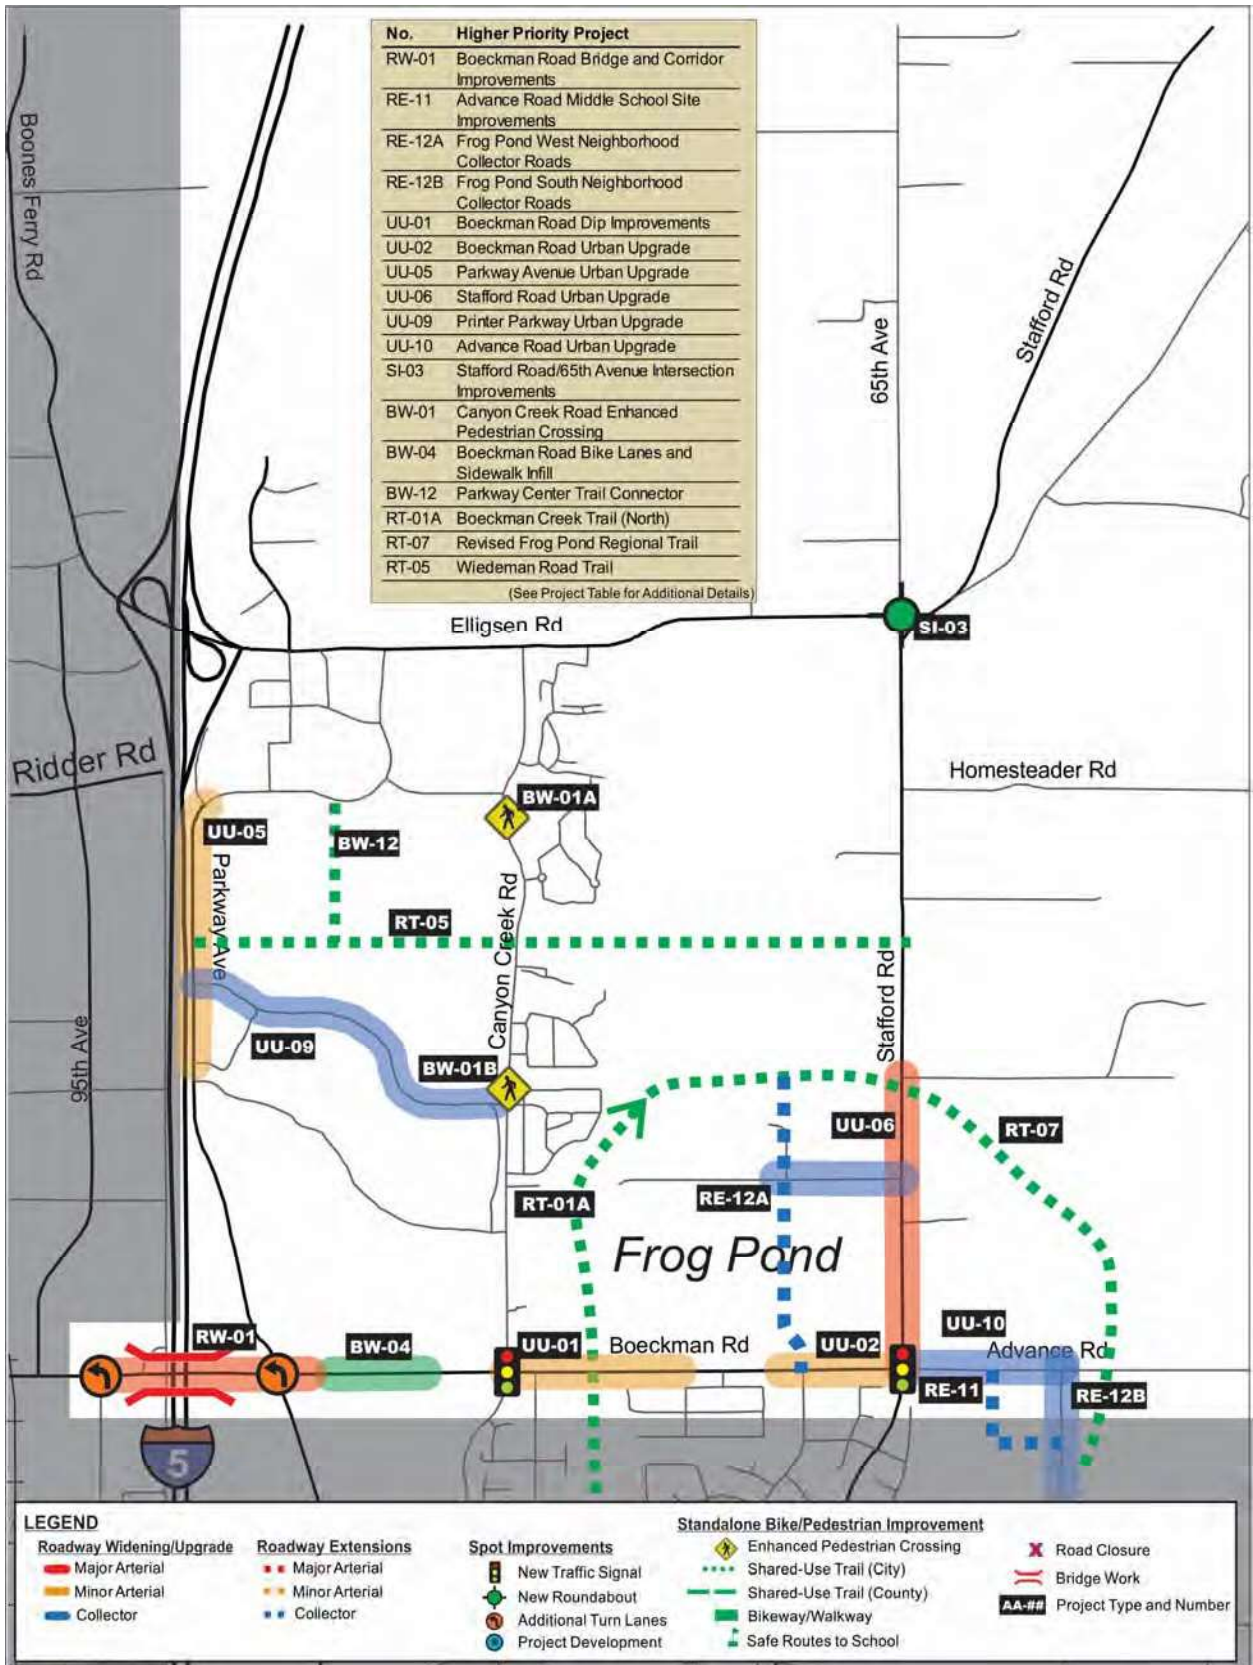 No. Higher Priority Project
RW-01 Boeckman Road Bridge and Corridor
Improvements
RE-11 Advance Road Middle School Site
Improvements
RE-12A Frog Pond West Neighborhood
Collector Roads
RE-12B Frog Pond South Neighborhood
Collector Roads
UU-01 Boeckman Road Dip Improvements
UU-02 Boeckman Road Urban Upgrade
UU-05 Parkway Avenue Urban Upgrade
UU-06 Stafford Road Urban Upgrade
UU-09 Printer Parkway Urban Upgrade
UU-10 Advance Road Urban Upgrade
SI-03 Stafford Road/65th Avenue Intersection
Improvements
BW-01 Canyon Creek Road Enhanced
Pedestrian Crossing
BW-04 Boeckman Road Bike Lanes and
Sidewalk Infill
BW-12 Parkway Center Trail Connector
RT-01A Boeckman Creek Trail (North)
RT-07 Revised Frog Pond Regional Trail
RT-05 Wiedeman Road Trail
(See Project Table for Additional Details)
Boones Ferry Rd
65th Ave
Stafford Rd
Elligsen Rd
SI-03
Ridder Rd
Homesteader Rd
BW-01A
UU-05
BW-12
Parkway Ave
Canyon Creek Rd
RT-05
Stafford Rd
95th Ave
UU-09
BW-01B
UU-06
RT-07
RE-12A
RT-01A
Frog Pond
RW-01
BW-04
UU-01
Boeckman Rd
UU-02
UU-10
Advance Rd
RE-11
RE-12B
5
LEGEND
Roadway Widening/Upgrade
Major Arterial
Minor Arterial
Collector
Roadway Extensions
Major Arterial
Minor Arterial
Collector
Spot Improvements
New Traffic Signal
New Roundabout
Additional Turn Lanes
Project Development
Standalone Bike/Pedestrian Improvement
Enhanced Pedestrian Crossing
Shared-Use Trail (City)
Shared-Use Trail (County)
Bikeway/Walkway
Safe Routes to School
Road Closure
Bridge Work
AA-## Project Type and Number